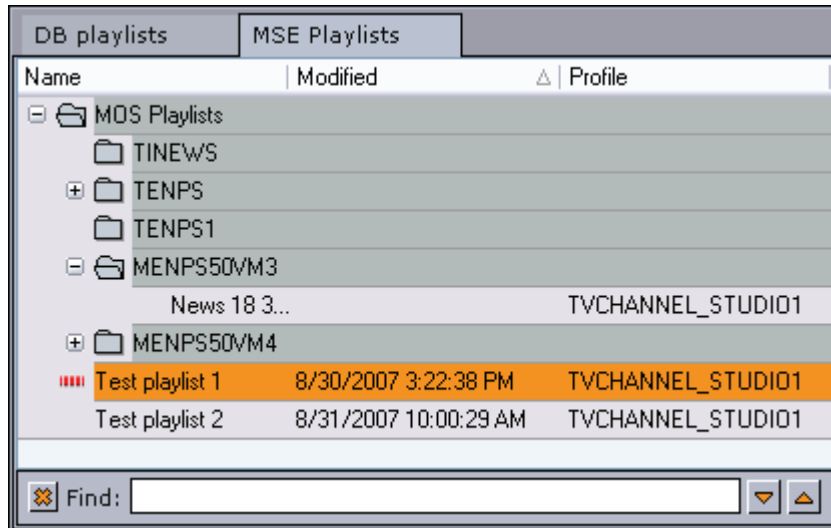 DB playlists MSE Playlists
Name Modified Profile
MOS Playlists
TINEWS
TENPS
TENPS1
MENPS50VM3
News 18 3... TVCHANNEL_STUDIO1
MENPS50VM4
Test playlist 1 8/30/2007 3:22:38 PM TVCHANNEL_STUDIO1
Test playlist 2 8/31/2007 10:00:29 AM TVCHANNEL_STUDIO1
Find: